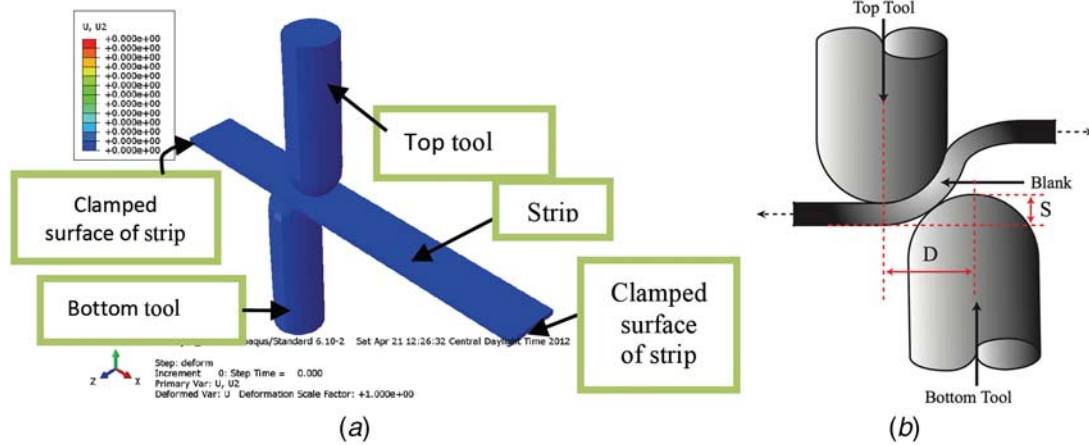 U, U2
+0.000e+00
+0.000e+00
+0.000e+00
+0.000e+00
+0.000e+00
+0.000e+00
+0.000e+00
+0.000e+00
+0.000e+00
+0.000e+00
+0.000e+00
+0.000e+00
+0.000e+00
Top tool
Clamped
surface of strip
Strip
Bottom tool
Clamped
surface
of strip
aqus/Standard 6.10-2 Sat Apr 21 12:26:32 Central Daylight Time 2012
Step: deform
Increment 0: Step Time = 0.000
Primary Var: U, U2
Deformed Var: U Deformation Scale Factor: +1.000e+00
Z X
(a)
Top Tool
Blank
S
D
Bottom Tool
(b)